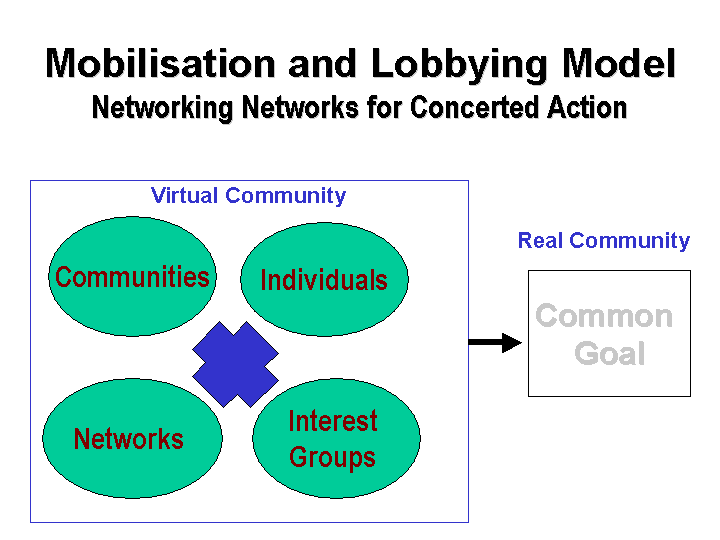 Mobilisation and Lobbying Model
Networking Networks for Concerted Action
Virtual Community
Communities
Individuals
Networks
Interest
Groups
Real Community
Common
Goal